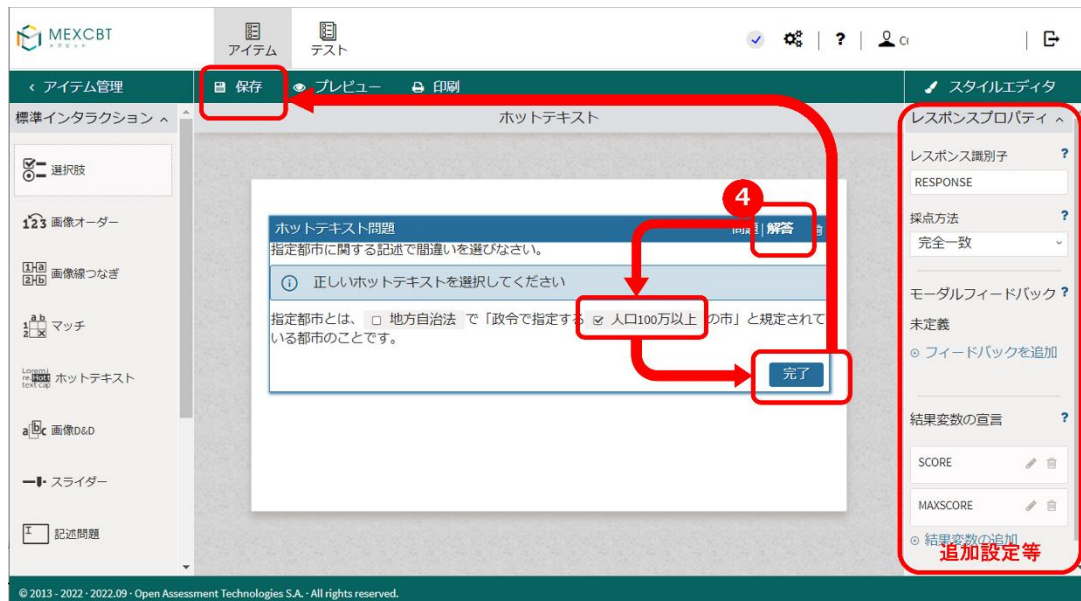 MEXCBT
メクビット
アイテム
テスト
?
アイテム管理
保存
プレビュー
印刷
スタイルエディタ
標準インタラクション
ホットテキスト
レスポンスプロパティ
選択肢
画像オーダー
画像線つなぎ
マッチ
ホットテキスト
画像D&D
スライダー
記述問題
4
ホットテキスト問題
解答
指定都市に関する記述で間違いを選びなさい。
正しいホットテキストを選択してください
指定都市とは、 地方自治法 で「政令で指定する 人口100万以上 の市」と規定されて
いる都市のことです。
完了
レスポンス識別子 ?
RESPONSE
採点方法 ?
完全一致
モーダルフィードバック ?
未定義
フィードバックを追加
結果変数の宣言 ?
SCORE
MAXSCORE
結果変数の追加
追加設定等
© 2013 - 2022 · 2022.09 · Open Assessment Technologies S.A. · All rights reserved.